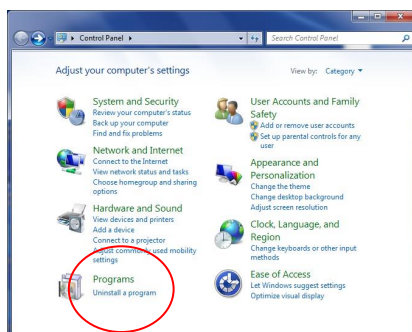 Control Panel
Search Control Panel
Adjust your computer's settings
View by: Category
System and Security
Review your computer's status
Back up your computer
Find and fix problems
Network and Internet
Connect to the Internet
View network status and tasks
Choose homegroup and sharing
options
Hardware and Sound
View devices and printers
Add a device
Connect to a projector
Adjust commonly used mobility
settings
Programs
Uninstall a program
User Accounts and Family
Safety
Add or remove user accounts
Set up parental controls for any
user
Appearance and
Personalization
Change the theme
Change desktop background
Adjust screen resolution
Clock, Language, and
Region
Change keyboards or other input
methods
Ease of Access
Let Windows suggest settings
Optimize visual display